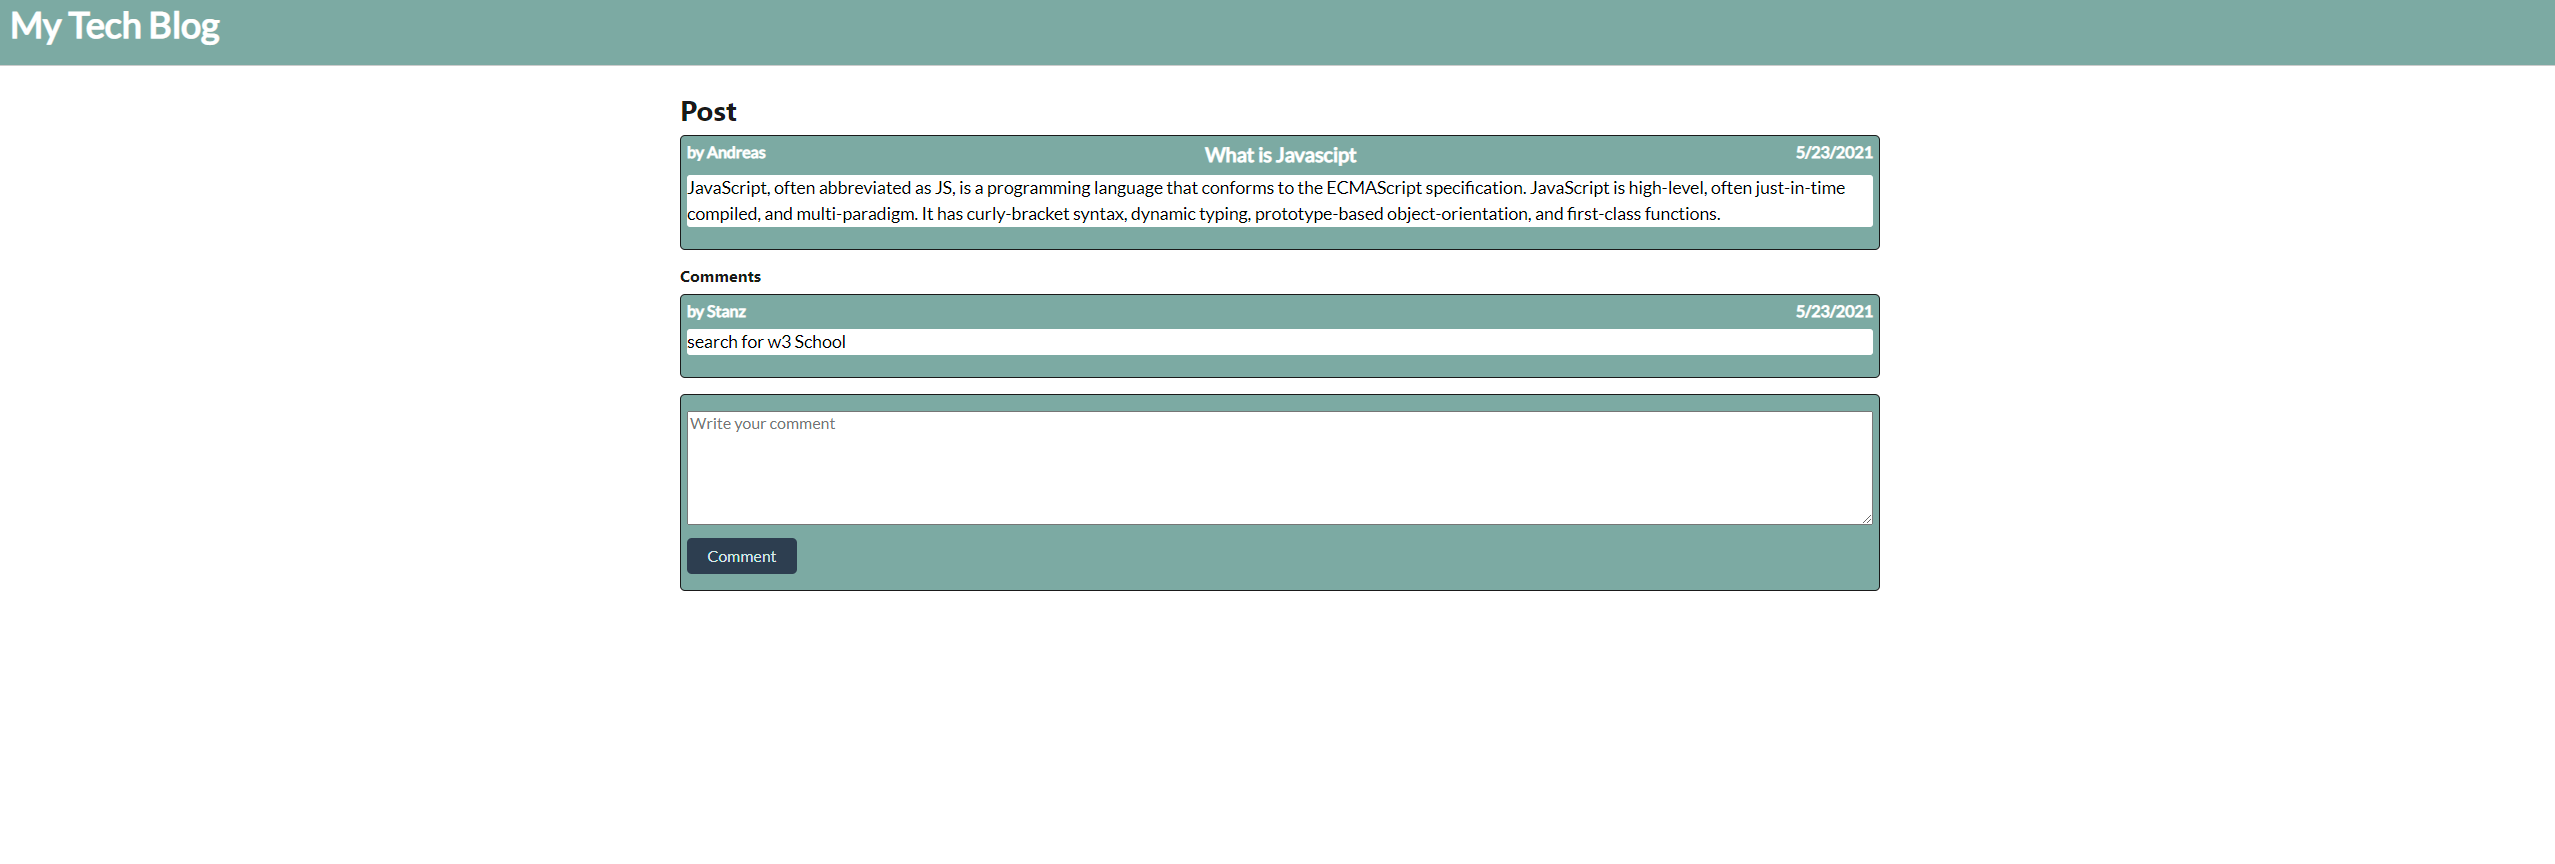 My Tech Blog
Post
by Andreas What is Javascipt 5/23/2021
JavaScript, often abbreviated as JS, is a programming language that conforms to the ECMAScript specification. JavaScript is high-level, often just-in-time
compiled, and multi-paradigm. It has curly-bracket syntax, dynamic typing, prototype-based object-orientation, and first-class functions.
Comments
by Stanz 5/23/2021
search for w3 School
Write your comment
Comment